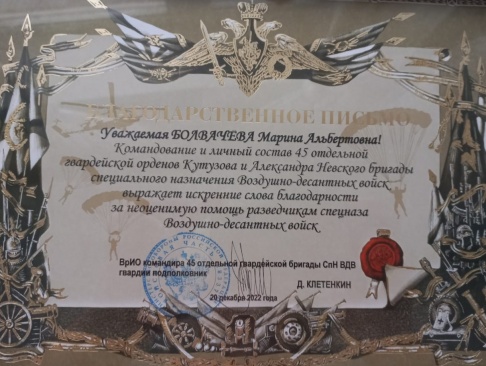 БЛАГОДАРСТВЕННОЕ ПИСЬМО
Уважаемая БОЛВАЧЕВА Марина Альбертовна!
Командование и личный состав 45 отдельной
гвардейской орденов Кутузова и Александра Невского бригады
специального назначения Воздушно-десантных войск
выражает искренние слова благодарности
за неоценимую помощь разведчикам спецназа
Воздушно-десантных войск
ВрИО командира 45 отдельной гвардейской бригады СпН ВДВ
гвардии подполковник
Д. КЛЕТЕНКИН
20 декабря 2022 года